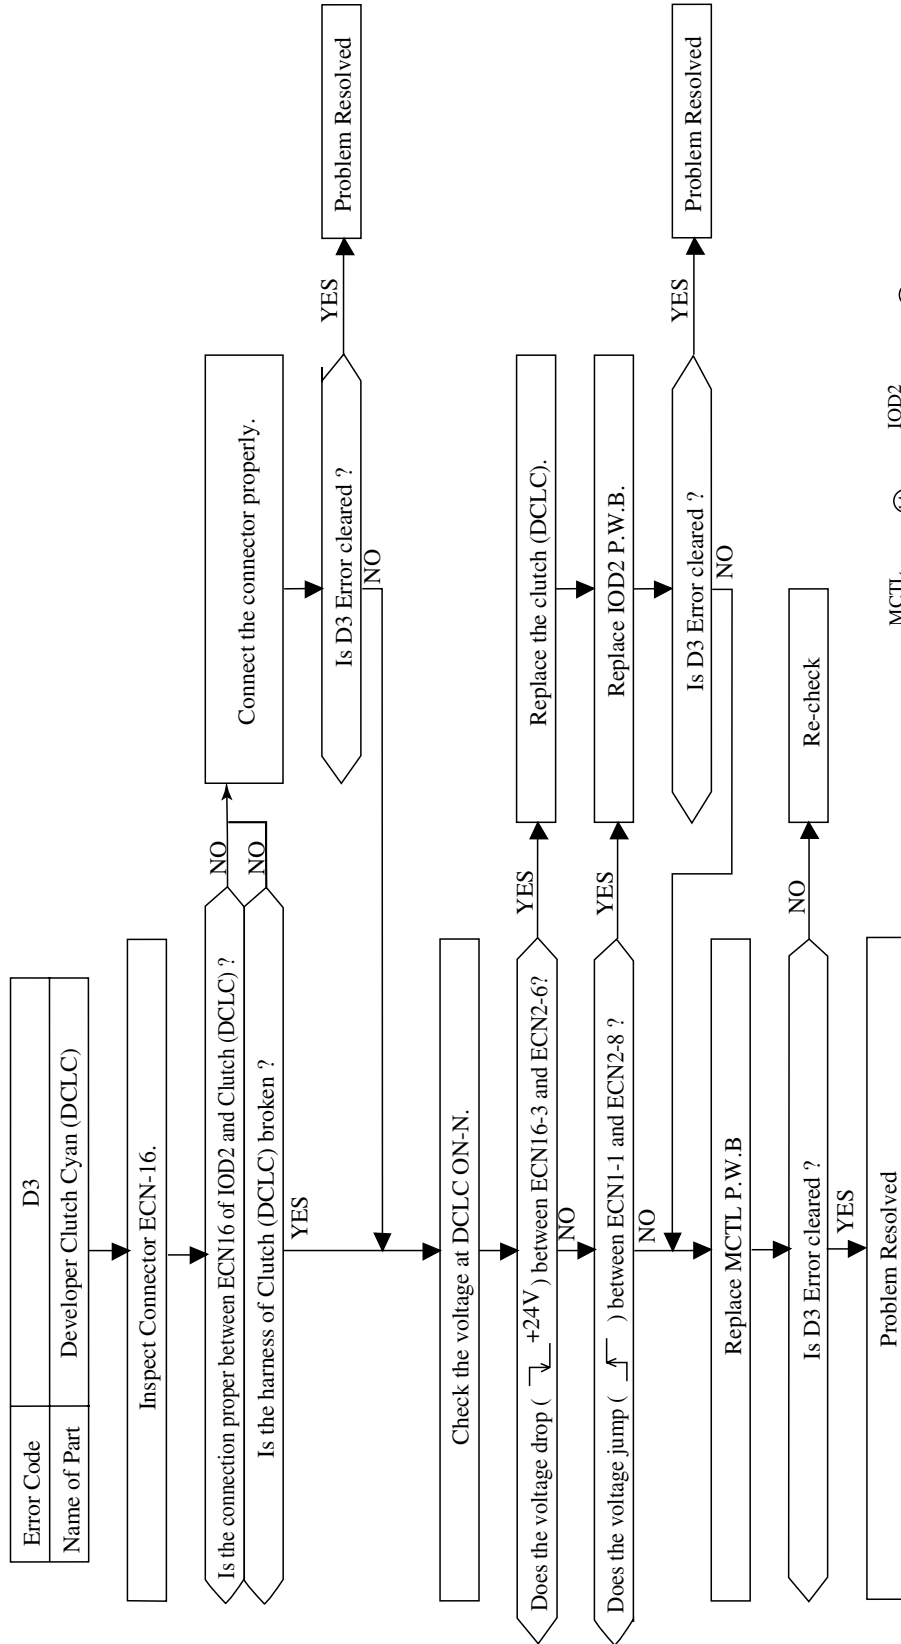 Error Code D3
Name of Part Developer Clutch Cyan (DCLC)
Inspect Connector ECN-16.
Is the connection proper between ECN16 of IOD2 and Clutch (DCLC) ?
NO
Is the harness of Clutch (DCLC) broken ?
NO
YES
Connect the connector properly.
Is D3 Error cleared ?
YES
Problem Resolved
NO
Check the voltage at DCLC ON-N.
Does the voltage drop ( +24V ) between ECN16-3 and ECN2-6?
YES
Replace the clutch (DCLC).
NO
Does the voltage jump ( ) between ECN1-1 and ECN2-8 ?
YES
Replace IOD2 P.W.B.
NO
Is D3 Error cleared ?
YES
Problem Resolved
NO
Replace MCTL P.W.B
Is D3 Error cleared ?
NO
Re-check
YES
Problem Resolved
MCTL
IOD2